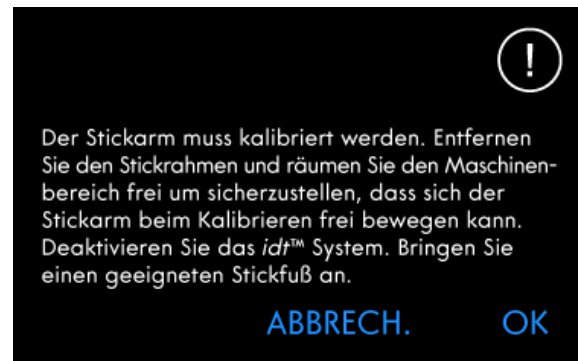 !
Der Stickarm muss kalibriert werden. Entfernen
Sie den Stickrahmen und räumen Sie den Maschinen-
bereich frei um sicherzustellen, dass sich der
Stickarm beim Kalibrieren frei bewegen kann.
Deaktivieren Sie das idt™ System. Bringen Sie
einen geeigneten Stickfuß an.
ABBRECH. OK